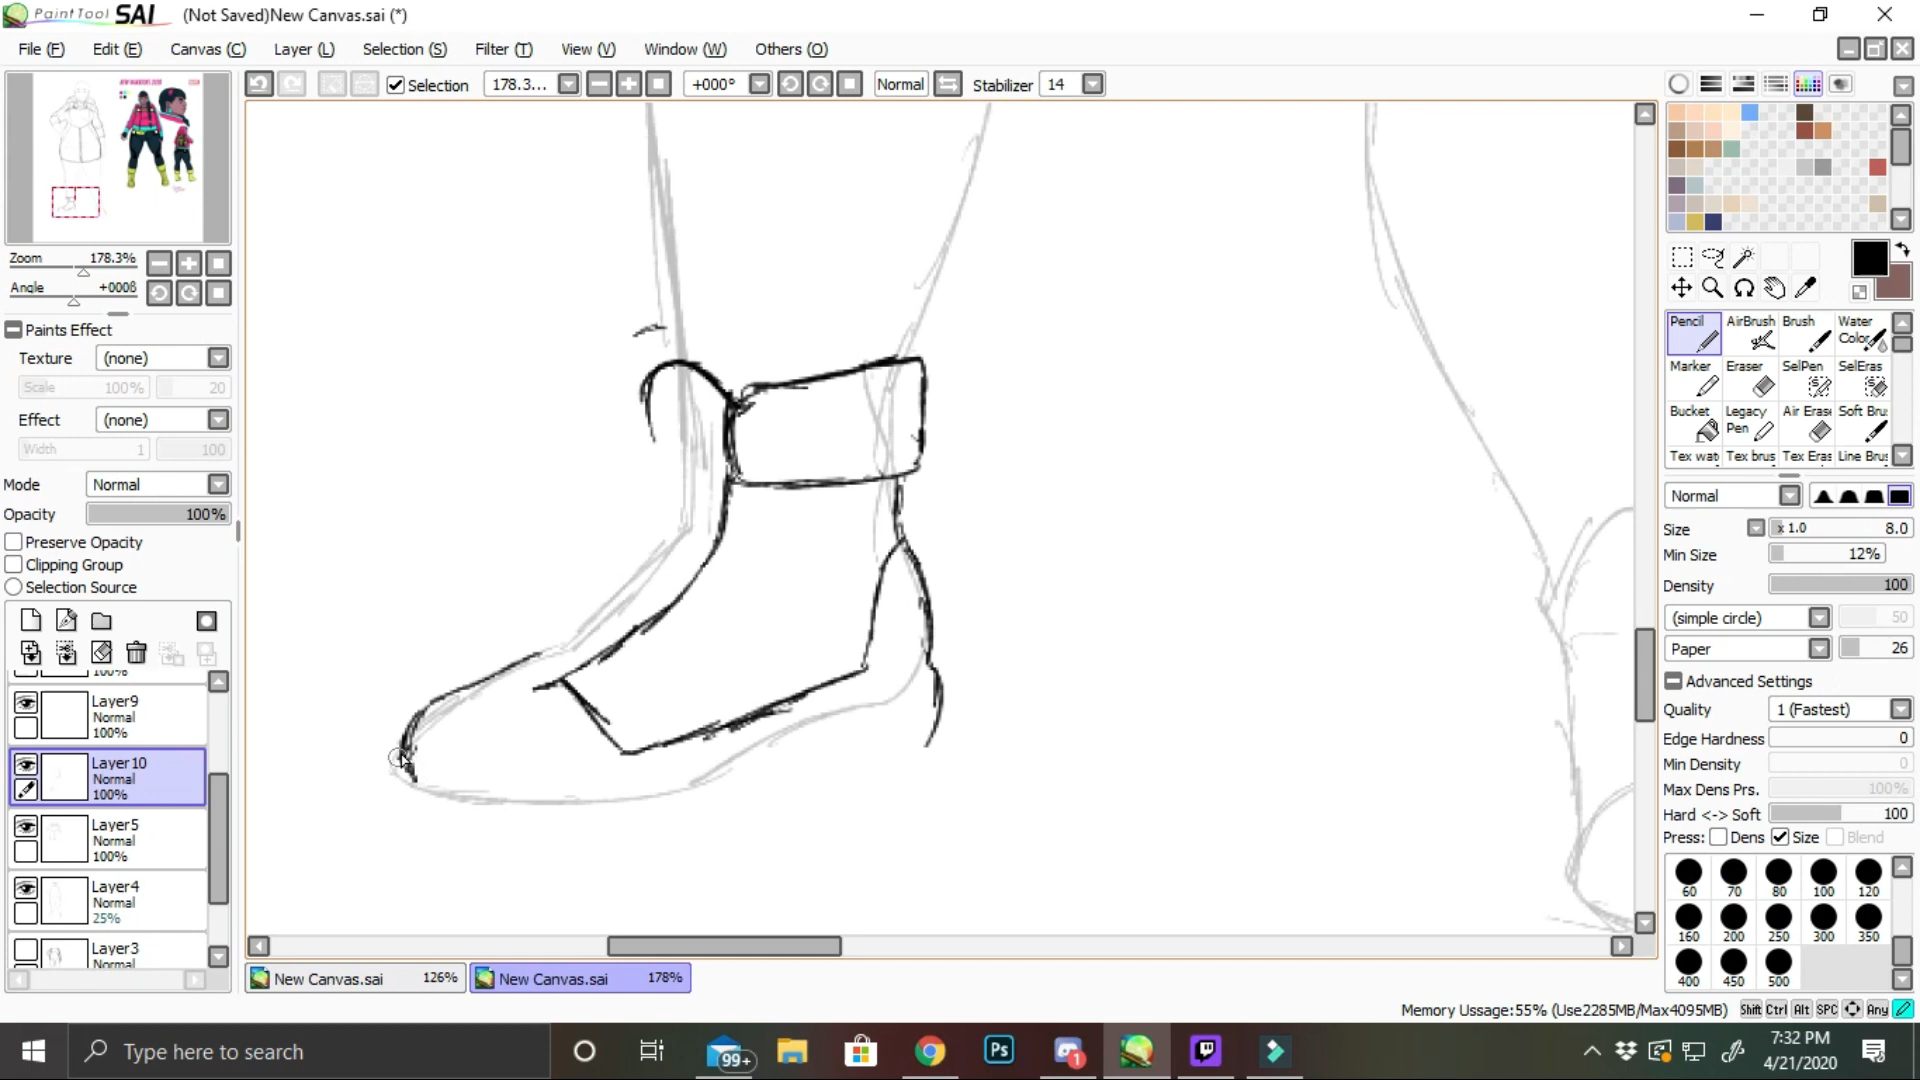 PaintTool SAI (Not Saved)New Canvas.sai (*)
File (F) Edit (E) Canvas (C) Layer (L) Selection (S) Filter (T) View (V) Window (W) Others (O)
Selection 178.3... +000° Normal Stabilizer 14
Zoom 178.3%
Angle +000ß
Paints Effect
Texture (none)
Scale 100% 20
Effect (none)
Width 1 100
Mode Normal
Opacity 100%
Preserve Opacity
Clipping Group
Selection Source
100%
Layer9
Normal
100%
Layer10
Normal
100%
Layer5
Normal
100%
Layer4
Normal
25%
Layer3
Normal
New Canvas.sai 126% New Canvas.sai 178%
Pencil AirBrush Brush Water Color
Marker Eraser SelPen SelEras
Bucket Legacy Pen Air Erase Soft Bru
Tex wat Tex brus Tex Eras Line Brus
Normal
Size x 1.0 8.0
Min Size 12%
Density 100
(simple circle) 50
Paper 26
Advanced Settings
Quality 1 (Fastest)
Edge Hardness 0
Min Density 0
Max Dens Prs. 100%
Hard <-> Soft 100
Press: Dens Size Blend
60 70 80 100 120
160 200 250 300 350
400 450 500
Memory Ussage:55% (Use2285MB/Max4095MB) Shift Ctrl Alt SPC Any
Type here to search 99+ Ps 1
7:32 PM
4/21/2020